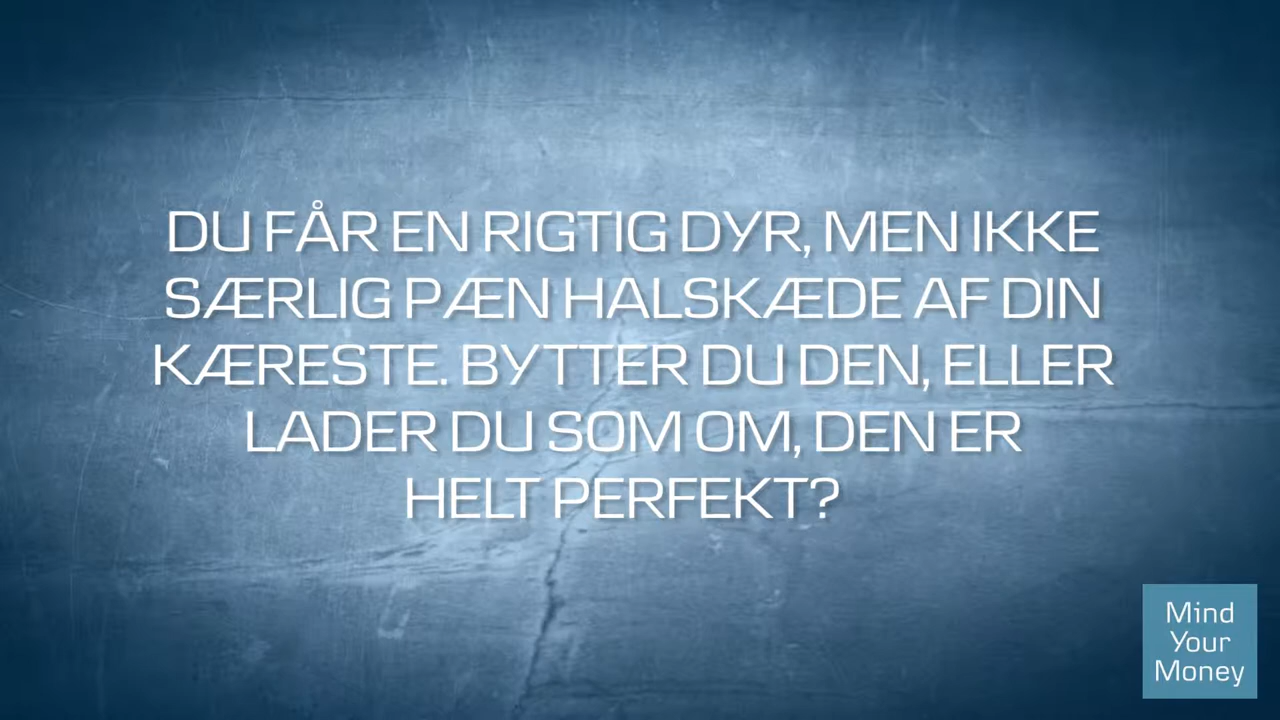 DU FÅR EN RIGTIG DYR, MEN IKKE
SÆRLIG PÆN HALSKÆDE AF DIN
KÆRESTE. BYTTER DU DEN, ELLER
LADER DU SOM OM, DEN ER
HELT PERFEKT?
Mind
Your
Money